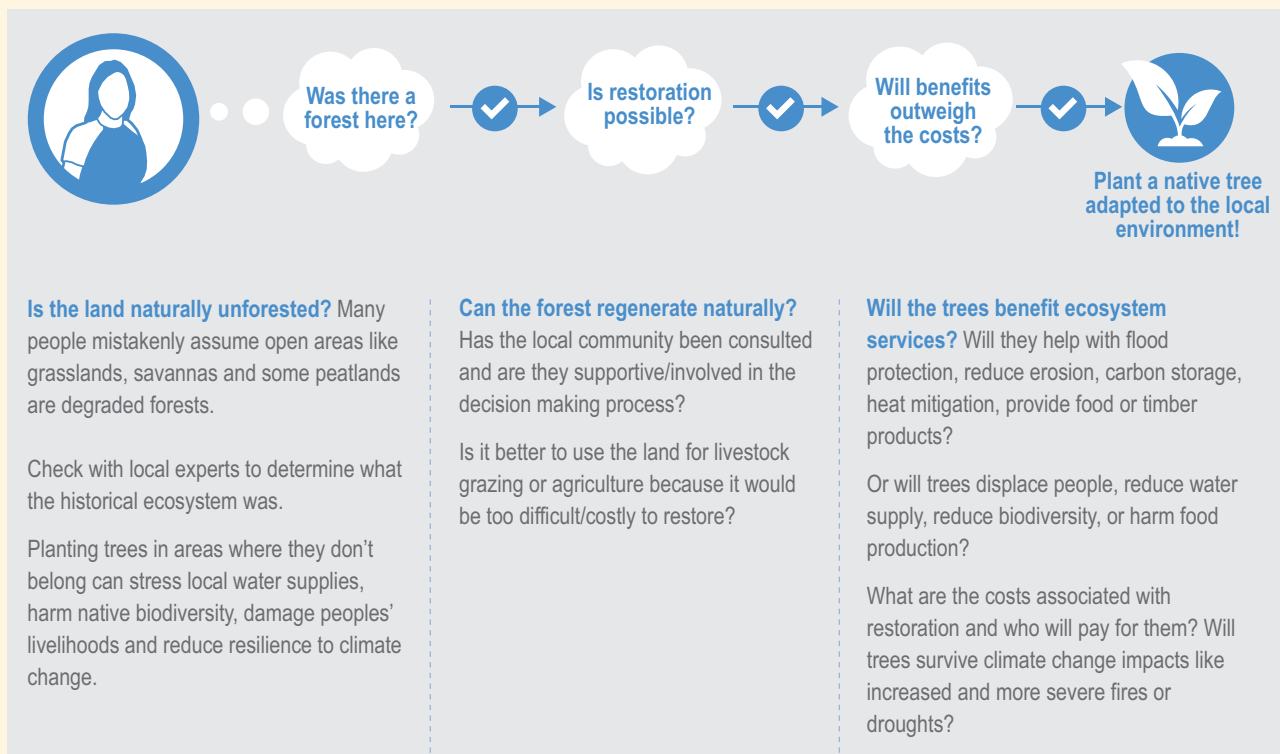 Was there a
forest here?
Is restoration
possible?
Will benefits
outweigh
the costs?
Plant a native tree
adapted to the local
environment!
Is the land naturally unforested? Many
people mistakenly assume open areas like
grasslands, savannas and some peatlands
are degraded forests.
Check with local experts to determine what
the historical ecosystem was.
Planting trees in areas where they don’t
belong can stress local water supplies,
harm native biodiversity, damage peoples’
livelihoods and reduce resilience to climate
change.
Can the forest regenerate naturally?
Has the local community been consulted
and are they supportive/involved in the
decision making process?
Is it better to use the land for livestock
grazing or agriculture because it would
be too difficult/costly to restore?
Will the trees benefit ecosystem
services? Will they help with flood
protection, reduce erosion, carbon storage,
heat mitigation, provide food or timber
products?
Or will trees displace people, reduce water
supply, reduce biodiversity, or harm food
production?
What are the costs associated with
restoration and who will pay for them? Will
trees survive climate change impacts like
increased and more severe fires or
droughts?